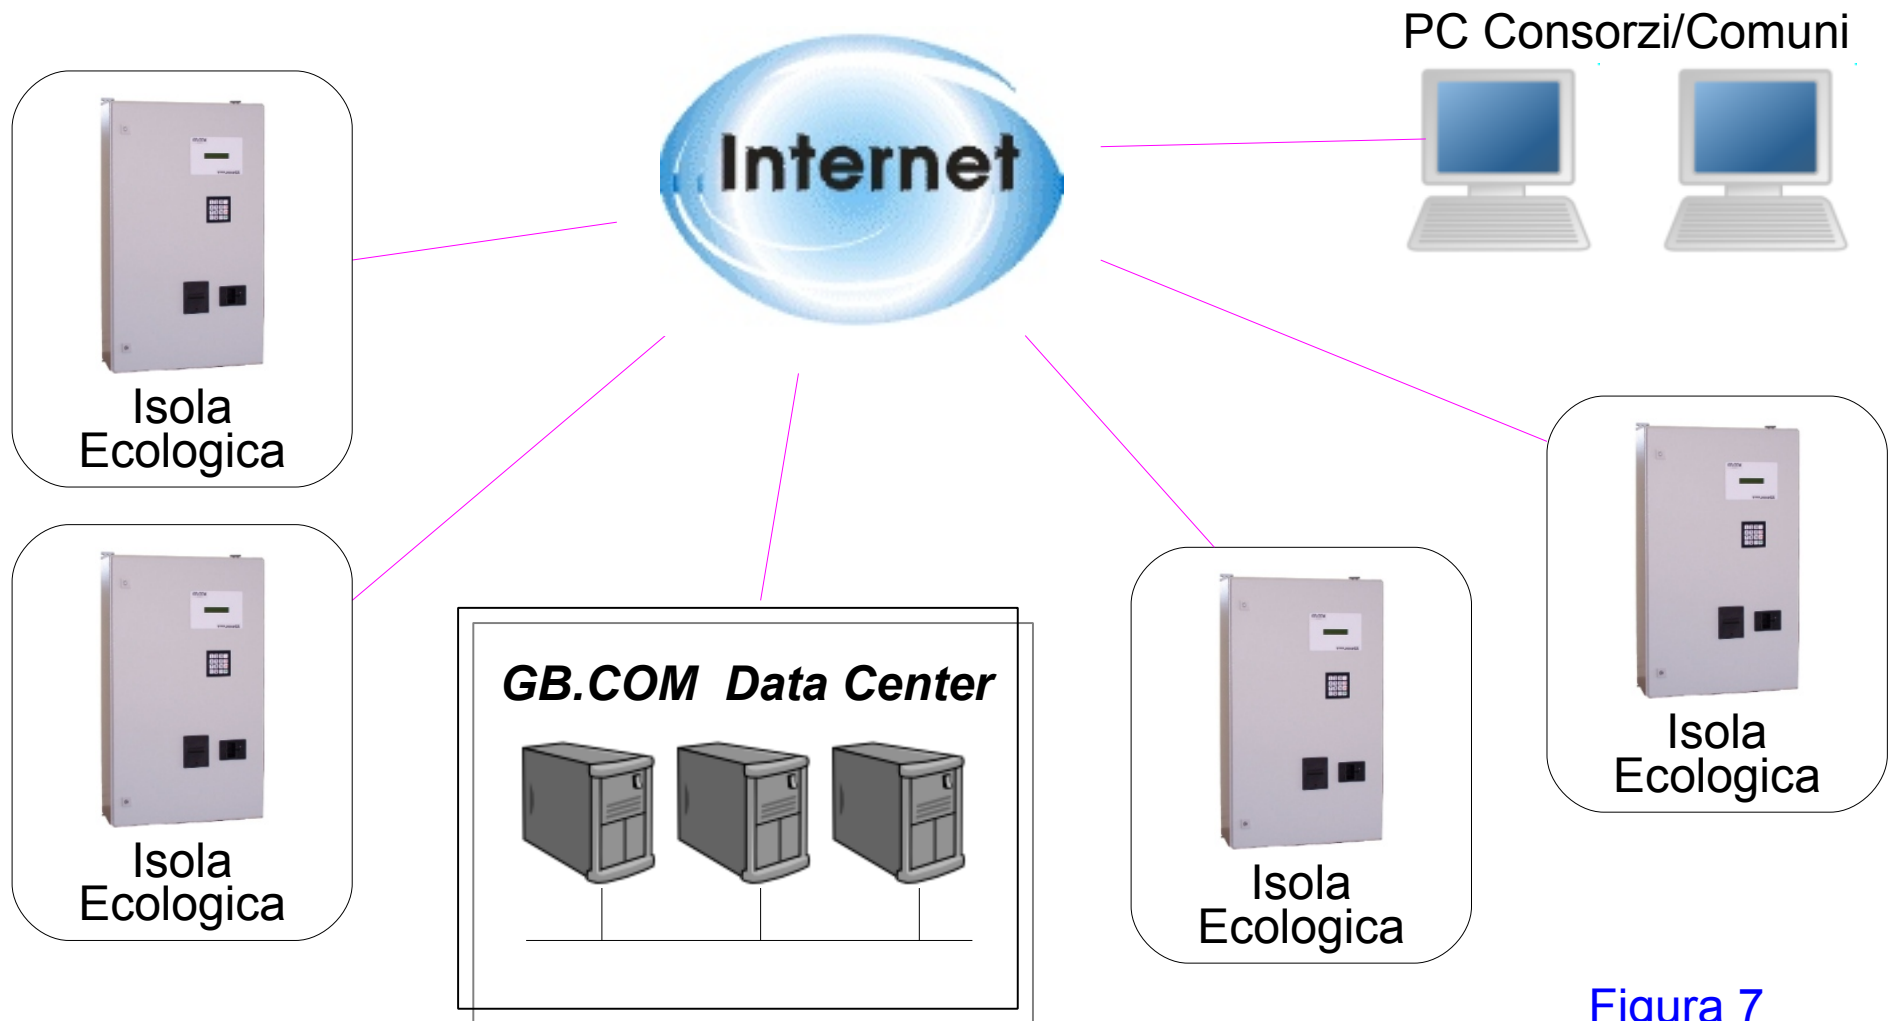 PC Consorzi/Comuni
Internet
Isola
Ecologica
Isola
Ecologica
GB.COM Data Center
Isola
Ecologica
Isola
Ecologica
Figura 7